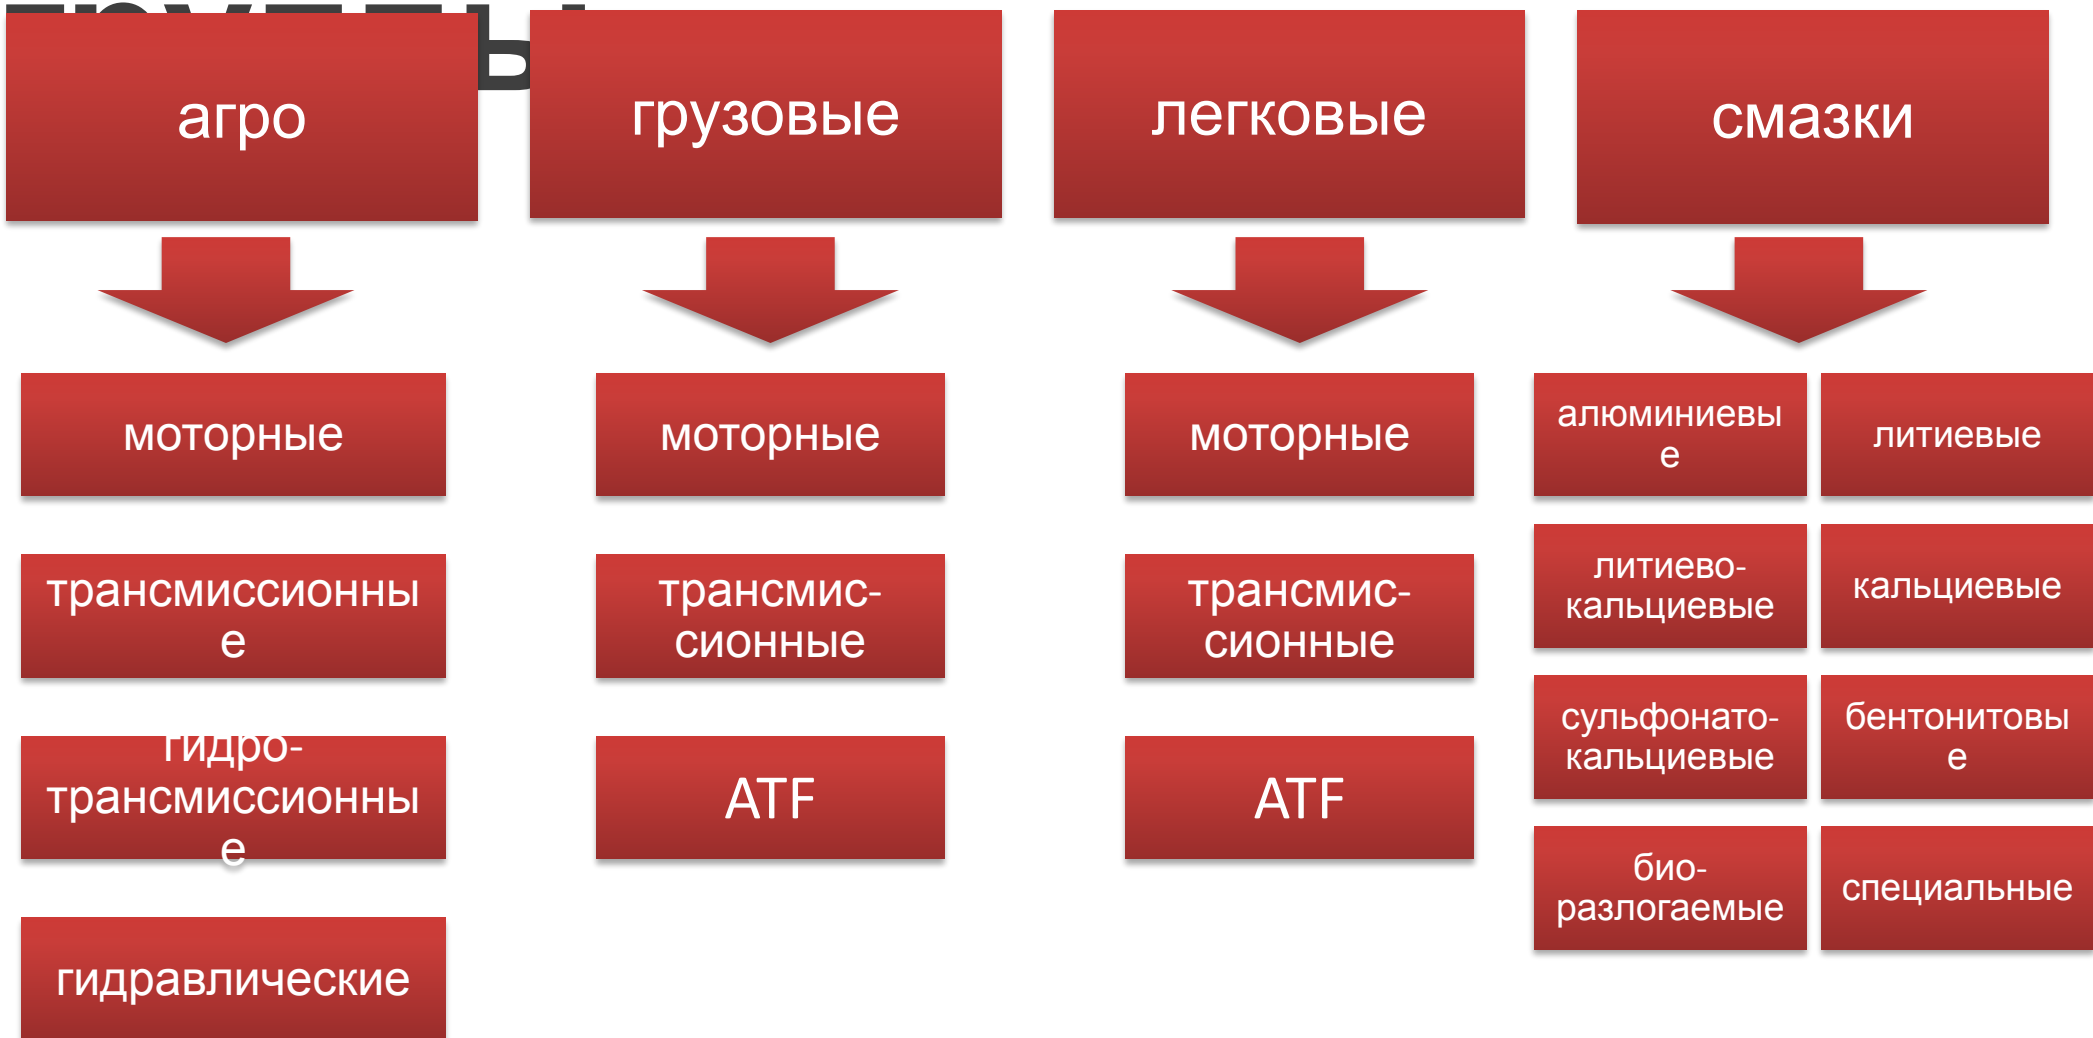 агро
грузовые
легковые
смазки
моторные
трансмиссионны
е
гидро-
трансмиссионны
е
гидравлические
моторные
трансмис-
сионные
ATF
моторные
трансмис-
сионные
ATF
алюминиевы
е
литиевые
литиево-
кальциевые
кальциевые
сульфонато-
кальциевые
бентонитовы
е
био-
разлогаемые
специальные